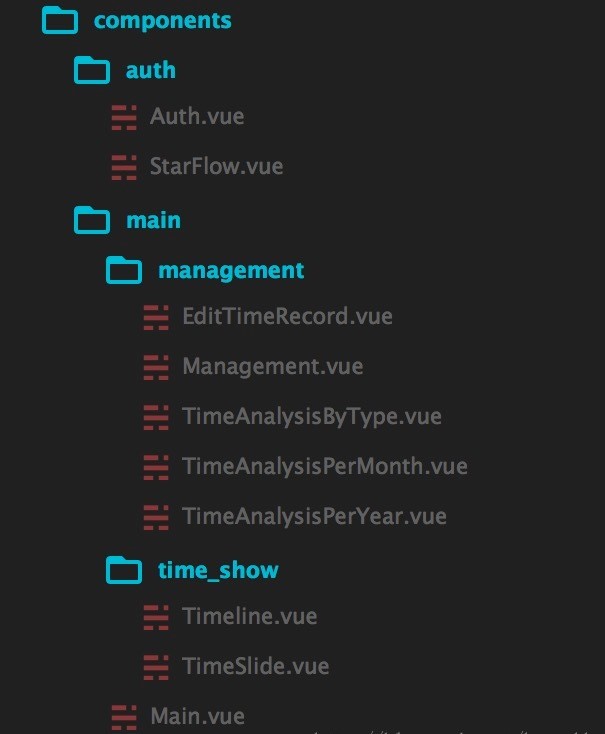 components
auth
Auth.vue
StarFlow.vue
main
management
EditTimeRecord.vue
Management.vue
TimeAnalysisByType.vue
TimeAnalysisPerMonth.vue
TimeAnalysisPerYear.vue
time_show
Timeline.vue
TimeSlide.vue
Main.vue